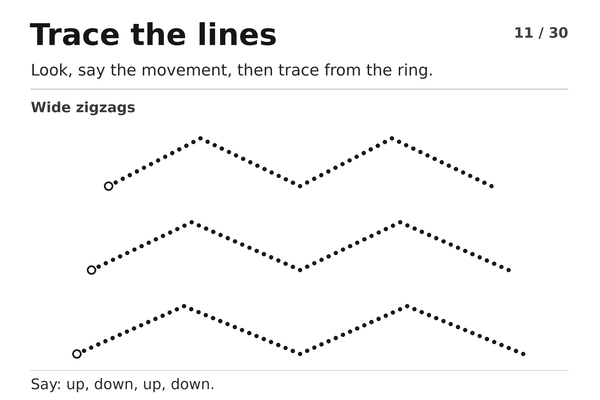 Trace the lines
11 / 30
Look, say the movement, then trace from the ring.
Wide zigzags
Say: up, down, up, down.